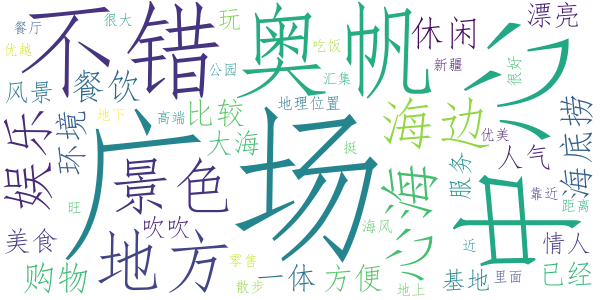 餐厅
很大
玩
不错
奥帆
休闲
漂亮
优越
吃饭
新疆
很好
中心
风景
餐饮
公园
汇集
地下
高端
比较
地理位置
海边
优美
海底捞
娱乐
环境
广场
大海
人气
景色
心海
服务
靠近
旺
挺
距离
美食
吹吹
海风
近
情人
地方
零售
购物
一体
方便
基地
里面
已经
散步
地上